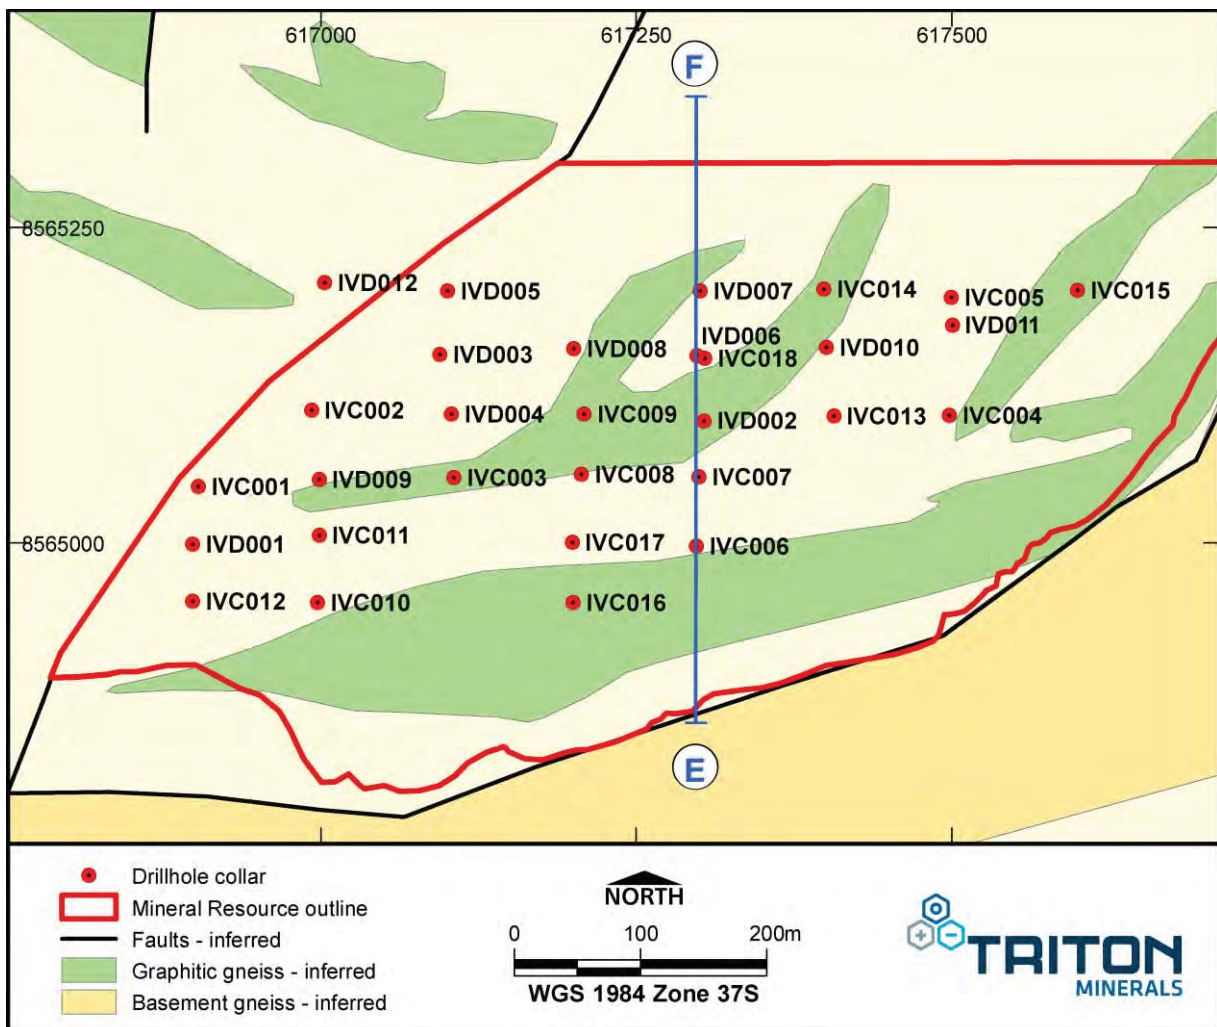 617000
617250
617500
F
8565250
IVD012
IVD005
IVD007
IVC014
IVC005
IVC015
IVD011
IVD003
IVD008
IVD006
IVC018
IVD010
IVC002
IVD004
IVC009
IVD002
IVC013
IVC004
IVC001
IVD009
IVC003
IVC008
IVC007
8565000
IVD001
IVC011
IVC017
IVC006
IVC012
IVC010
IVC016
E
Drillhole collar
Mineral Resource outline
Faults - inferred
Graphitic gneiss - inferred
Basement gneiss - inferred
NORTH
0 100 200m
WGS 1984 Zone 37S
TRITON
MINERALS